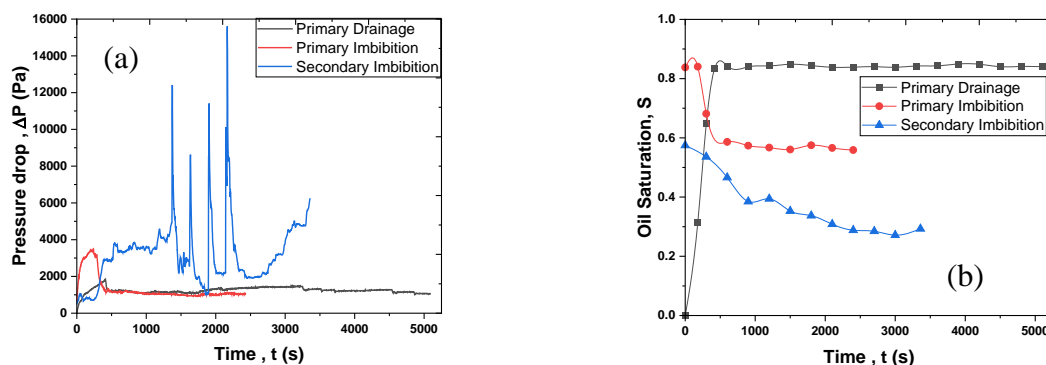 (a)
Primary Drainage
Primary Imbibition
Secondary Imbibition
16000
14000
12000
10000
8000
6000
4000
2000
0
Pressure drop , ΔP (Pa)
0 1000 2000 3000 4000 5000
Time , t (s)
(b)
Primary Drainage
Primary Imbibition
Secondary Imbibition
1.0
0.8
0.6
0.4
0.2
0.0
Oil Saturation, S
0 1000 2000 3000 4000 5000
Time , t (s)